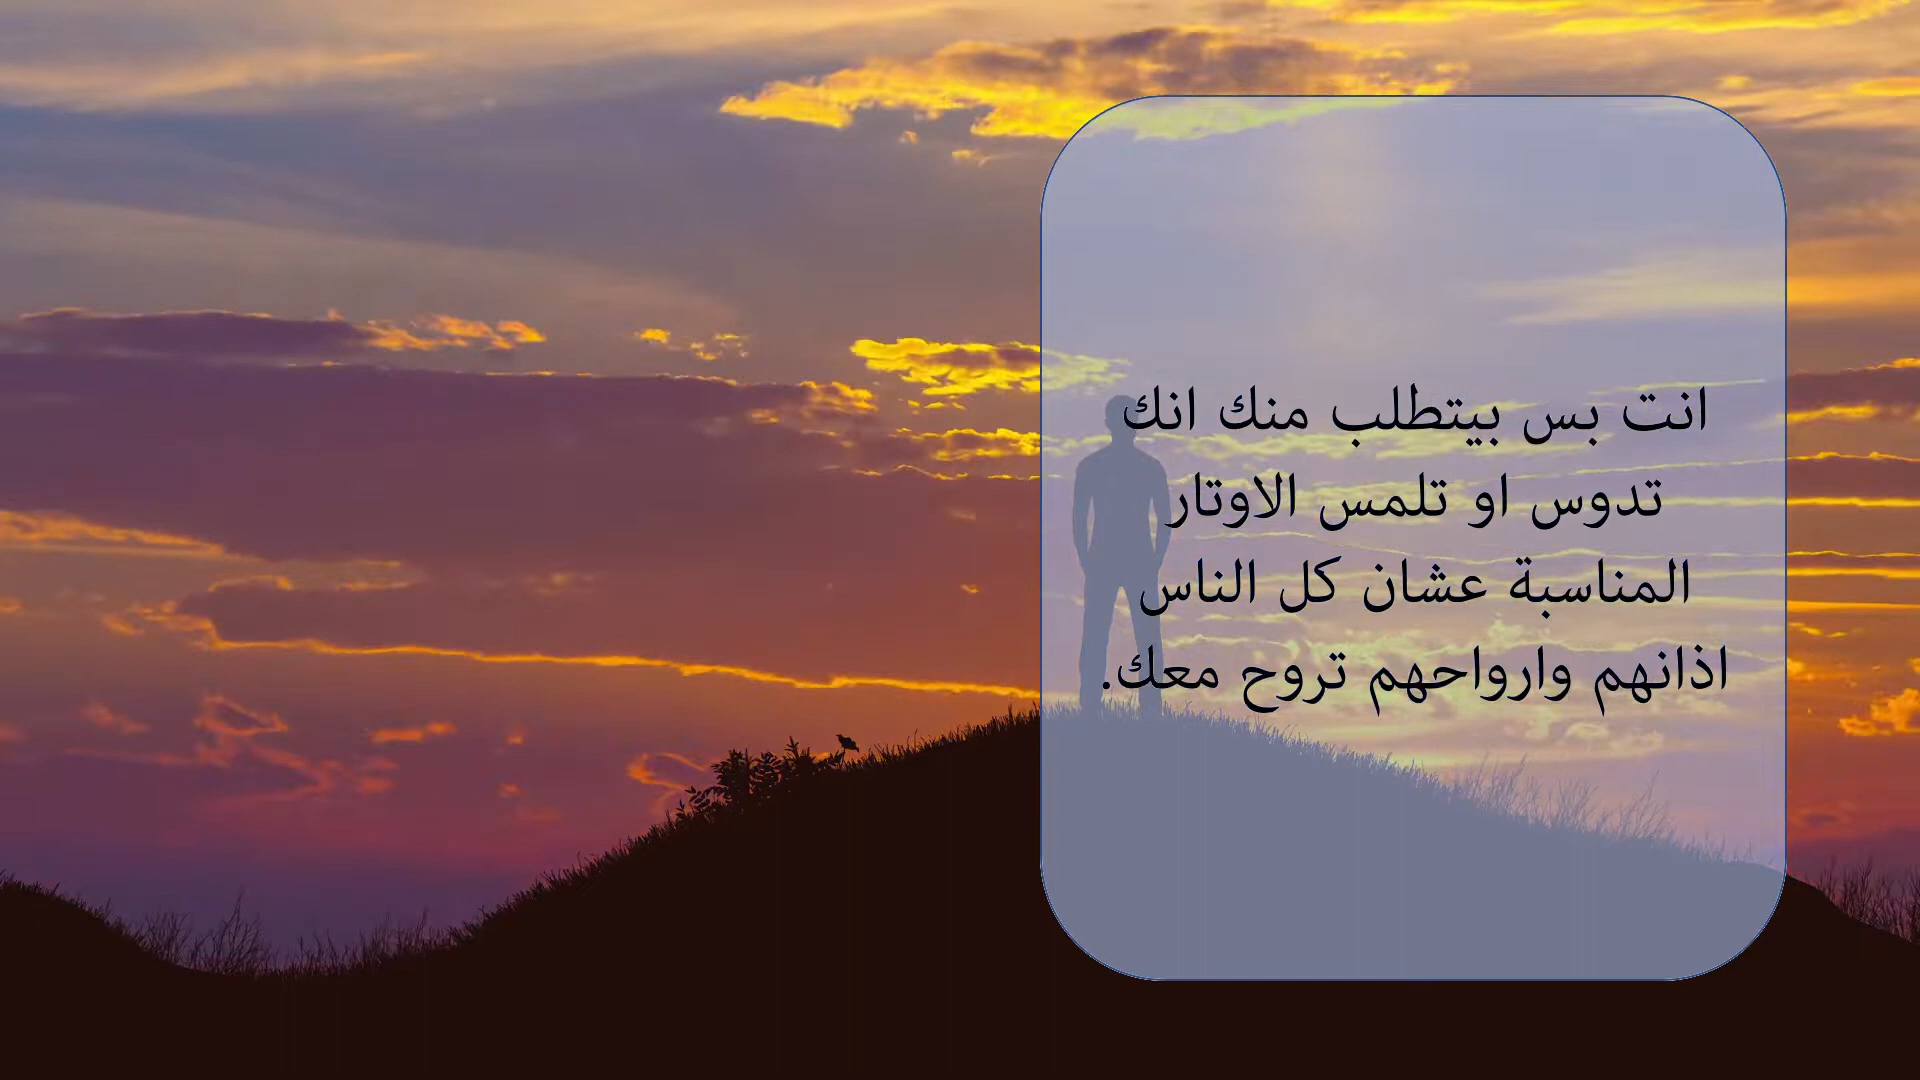 انت بس بيتطلب منك انك
تدوس او تلمس الاوتار
المناسبة عشان كل الناس
اذانهم وارواحهم تروح معك.